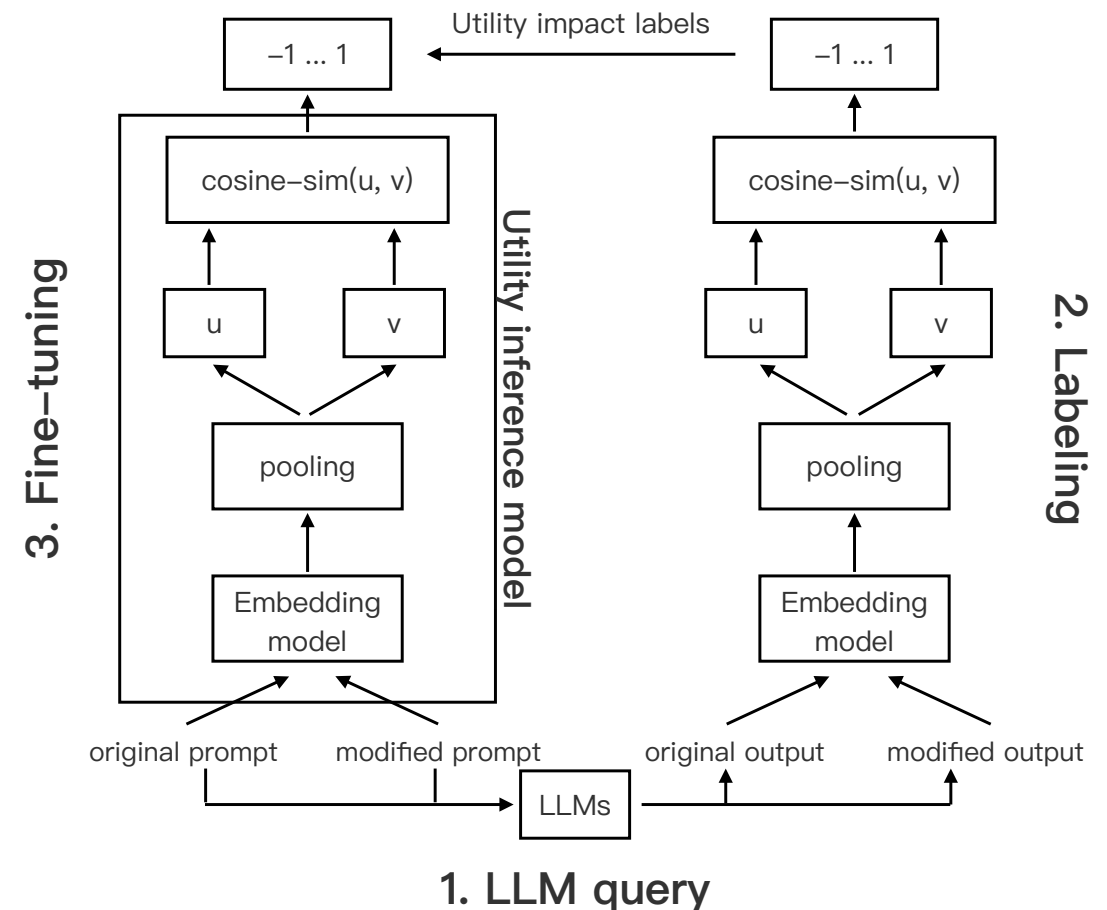 Utility impact labels
–1 ... 1
–1 ... 1
cosine–sim(u, v)
cosine–sim(u, v)
u
v
u
v
pooling
pooling
Embedding
model
Embedding
model
Utility inference model
3. Fine–tuning
2. Labeling
original prompt
modified prompt
original output
modified output
LLMs
1. LLM query